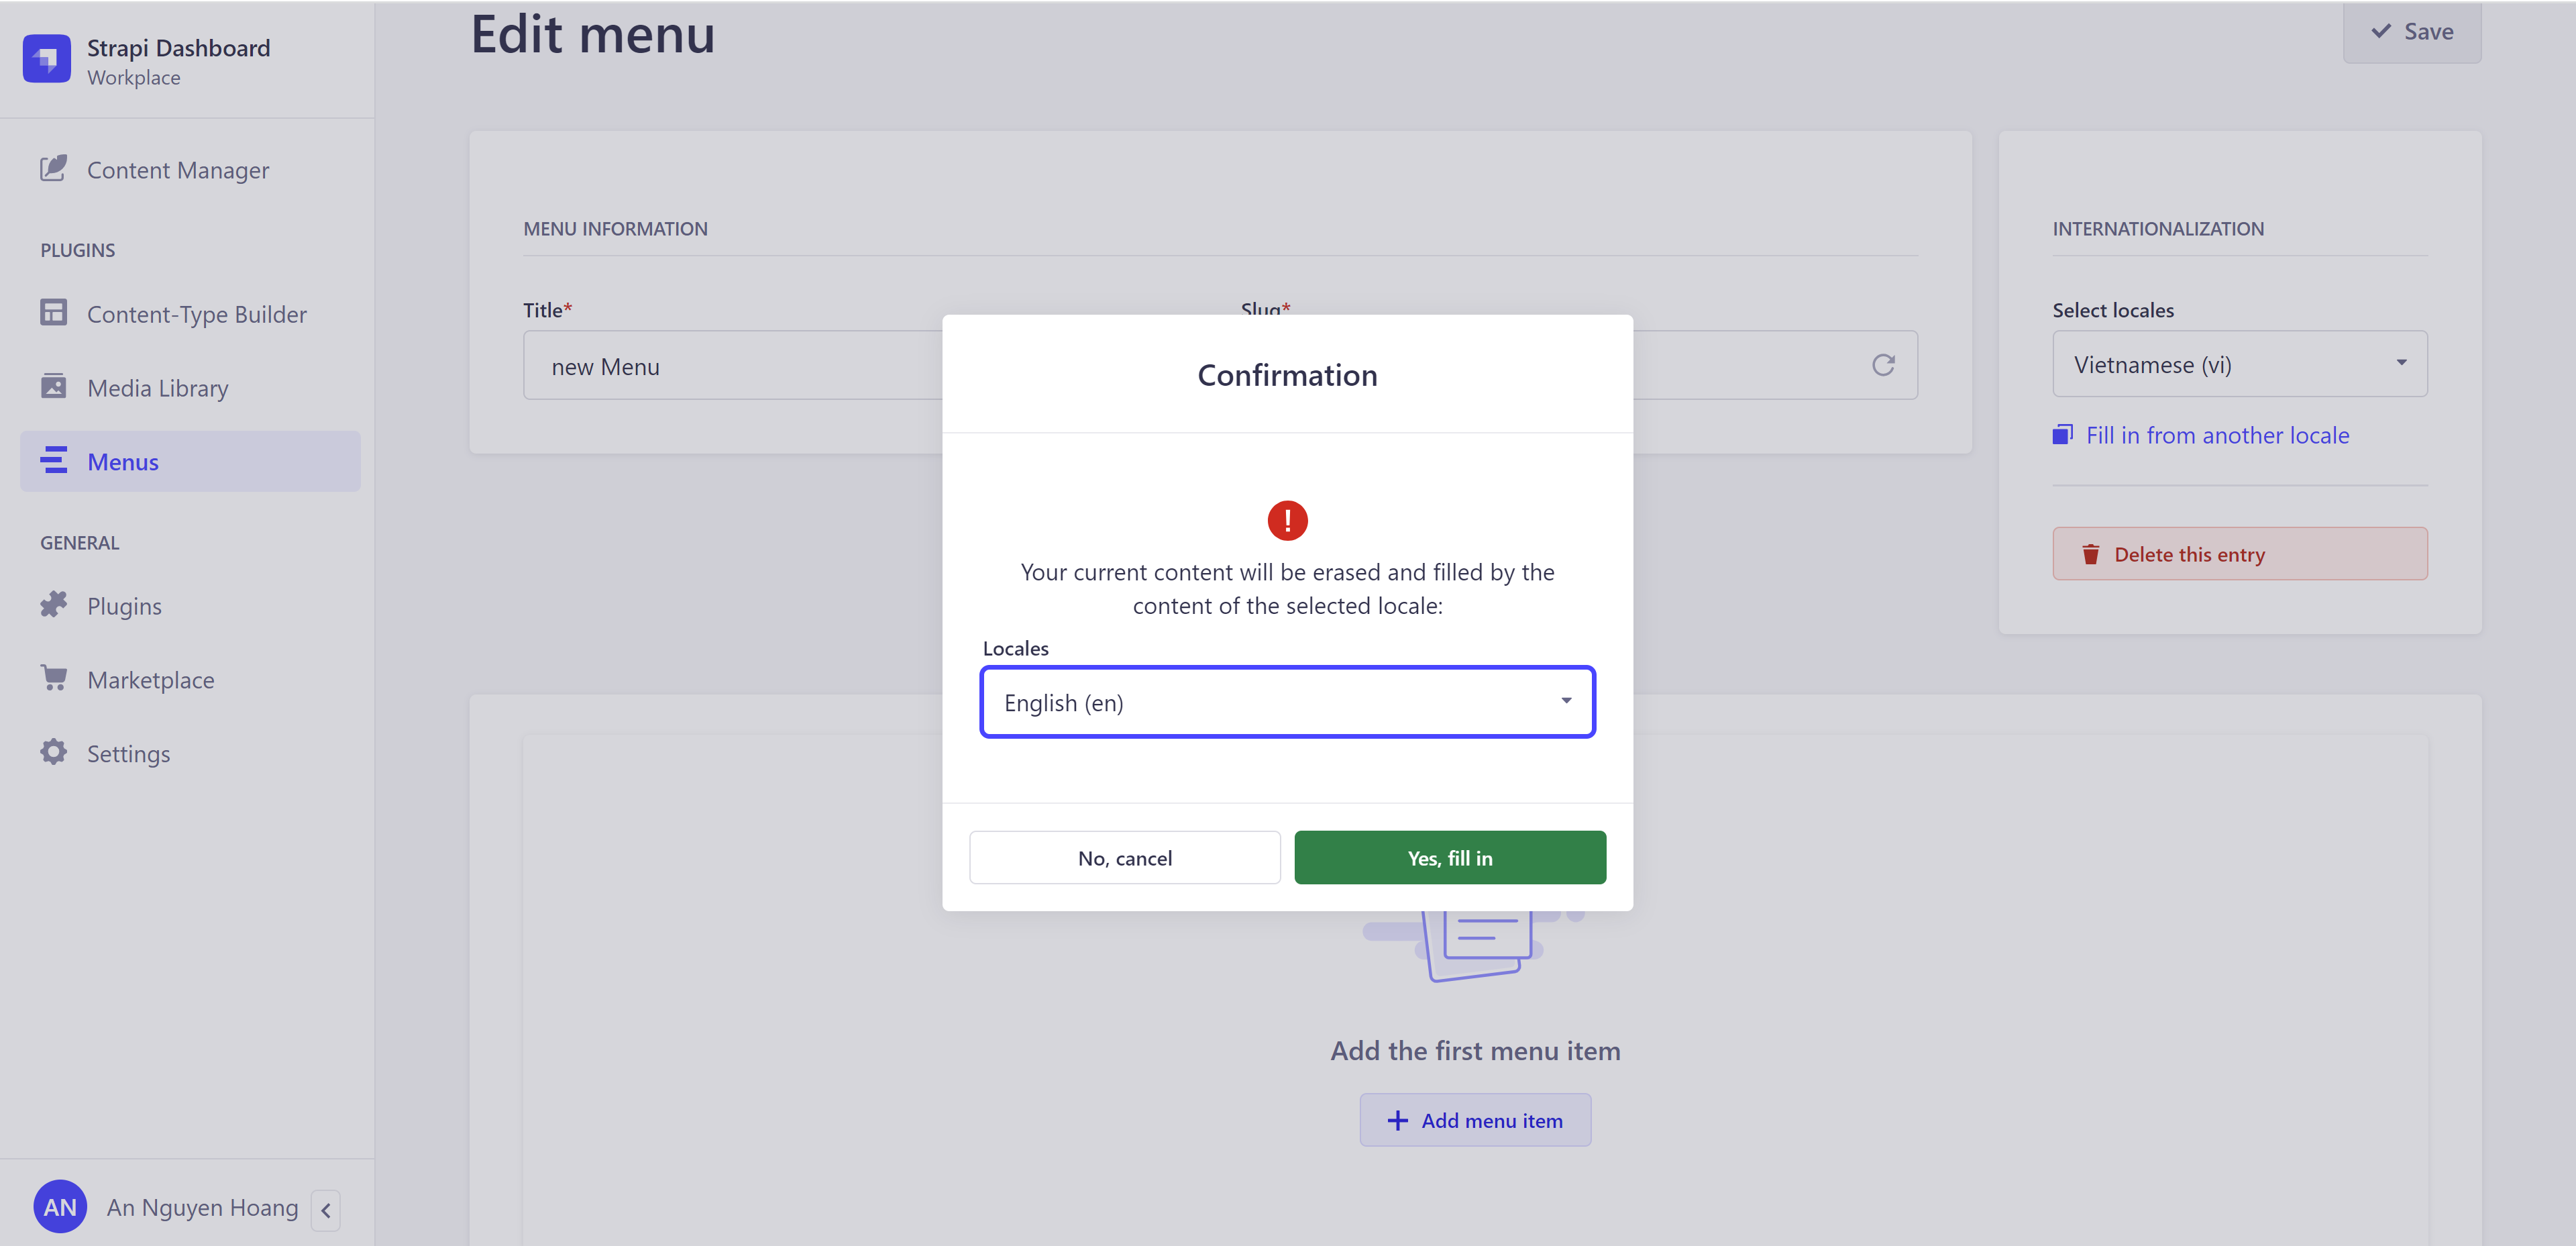 Strapi Dashboard
Workplace
Content Manager
PLUGINS
Content-Type Builder
Media Library
Menus
GENERAL
Plugins
Marketplace
Settings
AN
An Nguyen Hoang
Edit menu
Save
MENU INFORMATION
Title*
new Menu
Slug*
INTERNATIONALIZATION
Select locales
Vietnamese (vi)
Fill in from another locale
Delete this entry
Confirmation
Your current content will be erased and filled by the
content of the selected locale:
Locales
English (en)
No, cancel
Yes, fill in
Add the first menu item
Add menu item